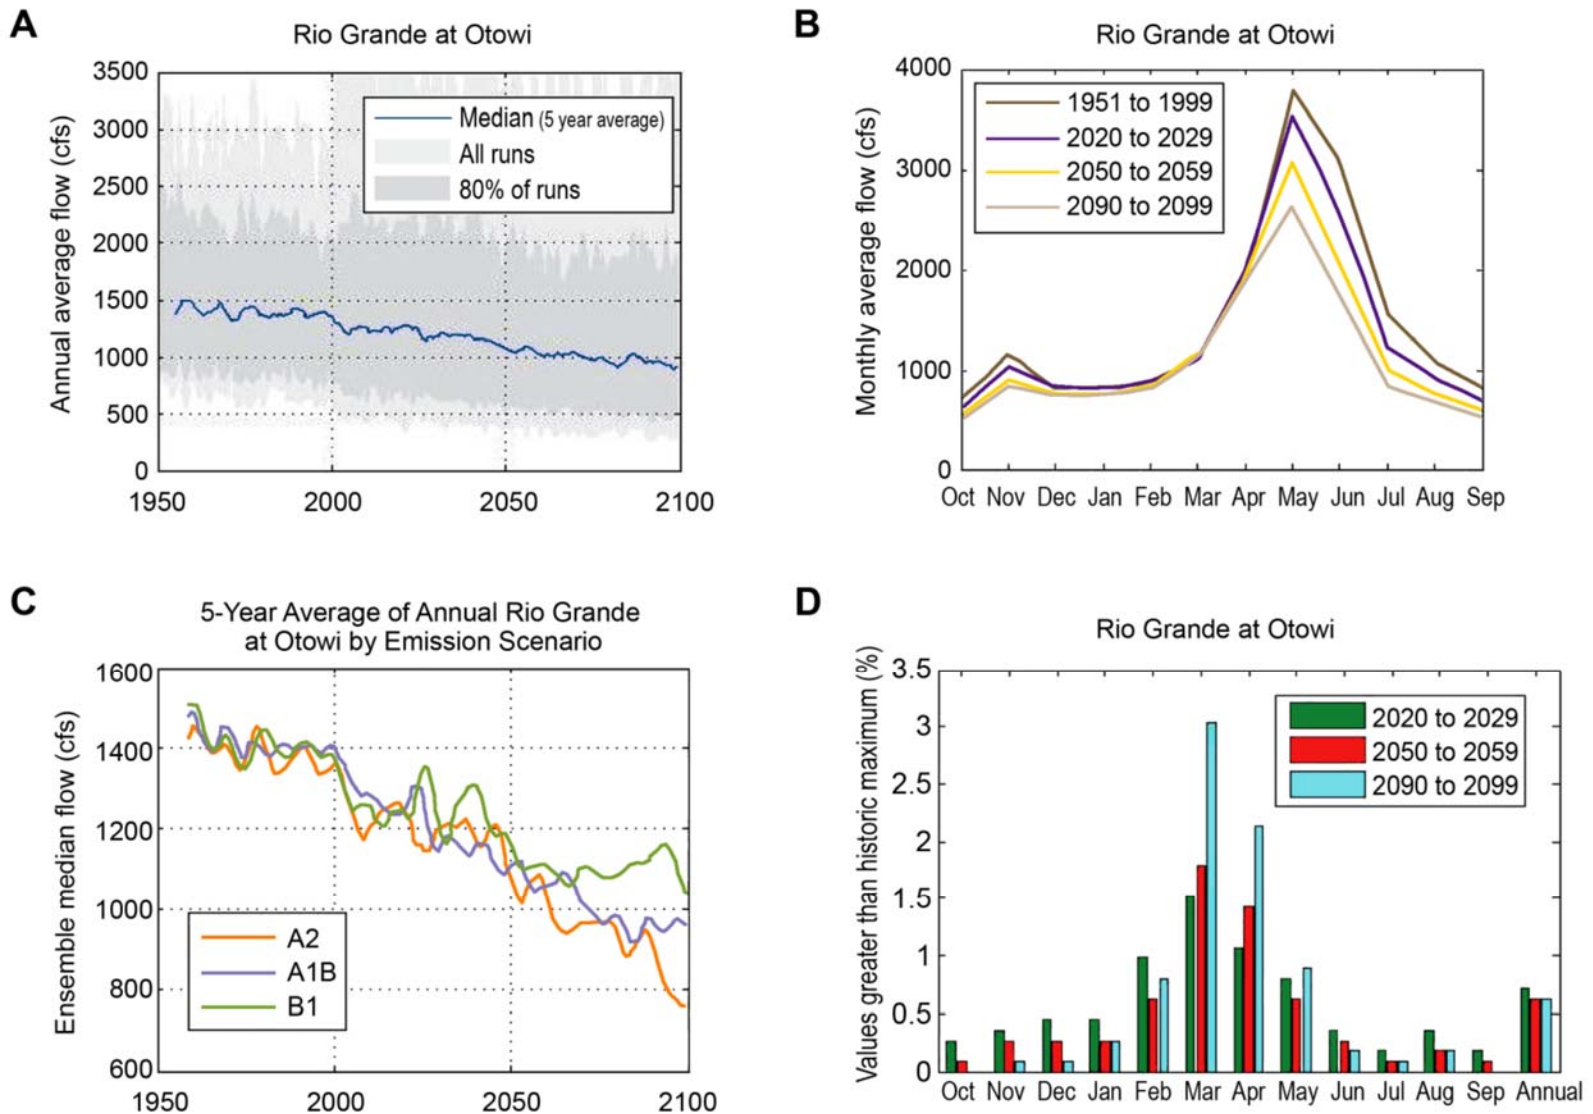 A
Rio Grande at Otowi
Annual average flow (cfs)
3500
3000
2500
2000
1500
1000
500
0
1950
2000
2050
2100
Median (5 year average)
All runs
80% of runs
B
Rio Grande at Otowi
Monthly average flow (cfs)
4000
3000
2000
1000
0
Oct Nov Dec Jan Feb Mar Apr May Jun Jul Aug Sep
1951 to 1999
2020 to 2029
2050 to 2059
2090 to 2099
C
5-Year Average of Annual Rio Grande
at Otowi by Emission Scenario
Ensemble median flow (cfs)
1600
1400
1200
1000
800
600
1950
2000
2050
2100
A2
A1B
B1
D
Rio Grande at Otowi
Values greater than historic maximum (%)
3.5
3
2.5
2
1.5
1
0.5
0
Oct Nov Dec Jan Feb Mar Apr May Jun Jul Aug Sep Annual
2020 to 2029
2050 to 2059
2090 to 2099